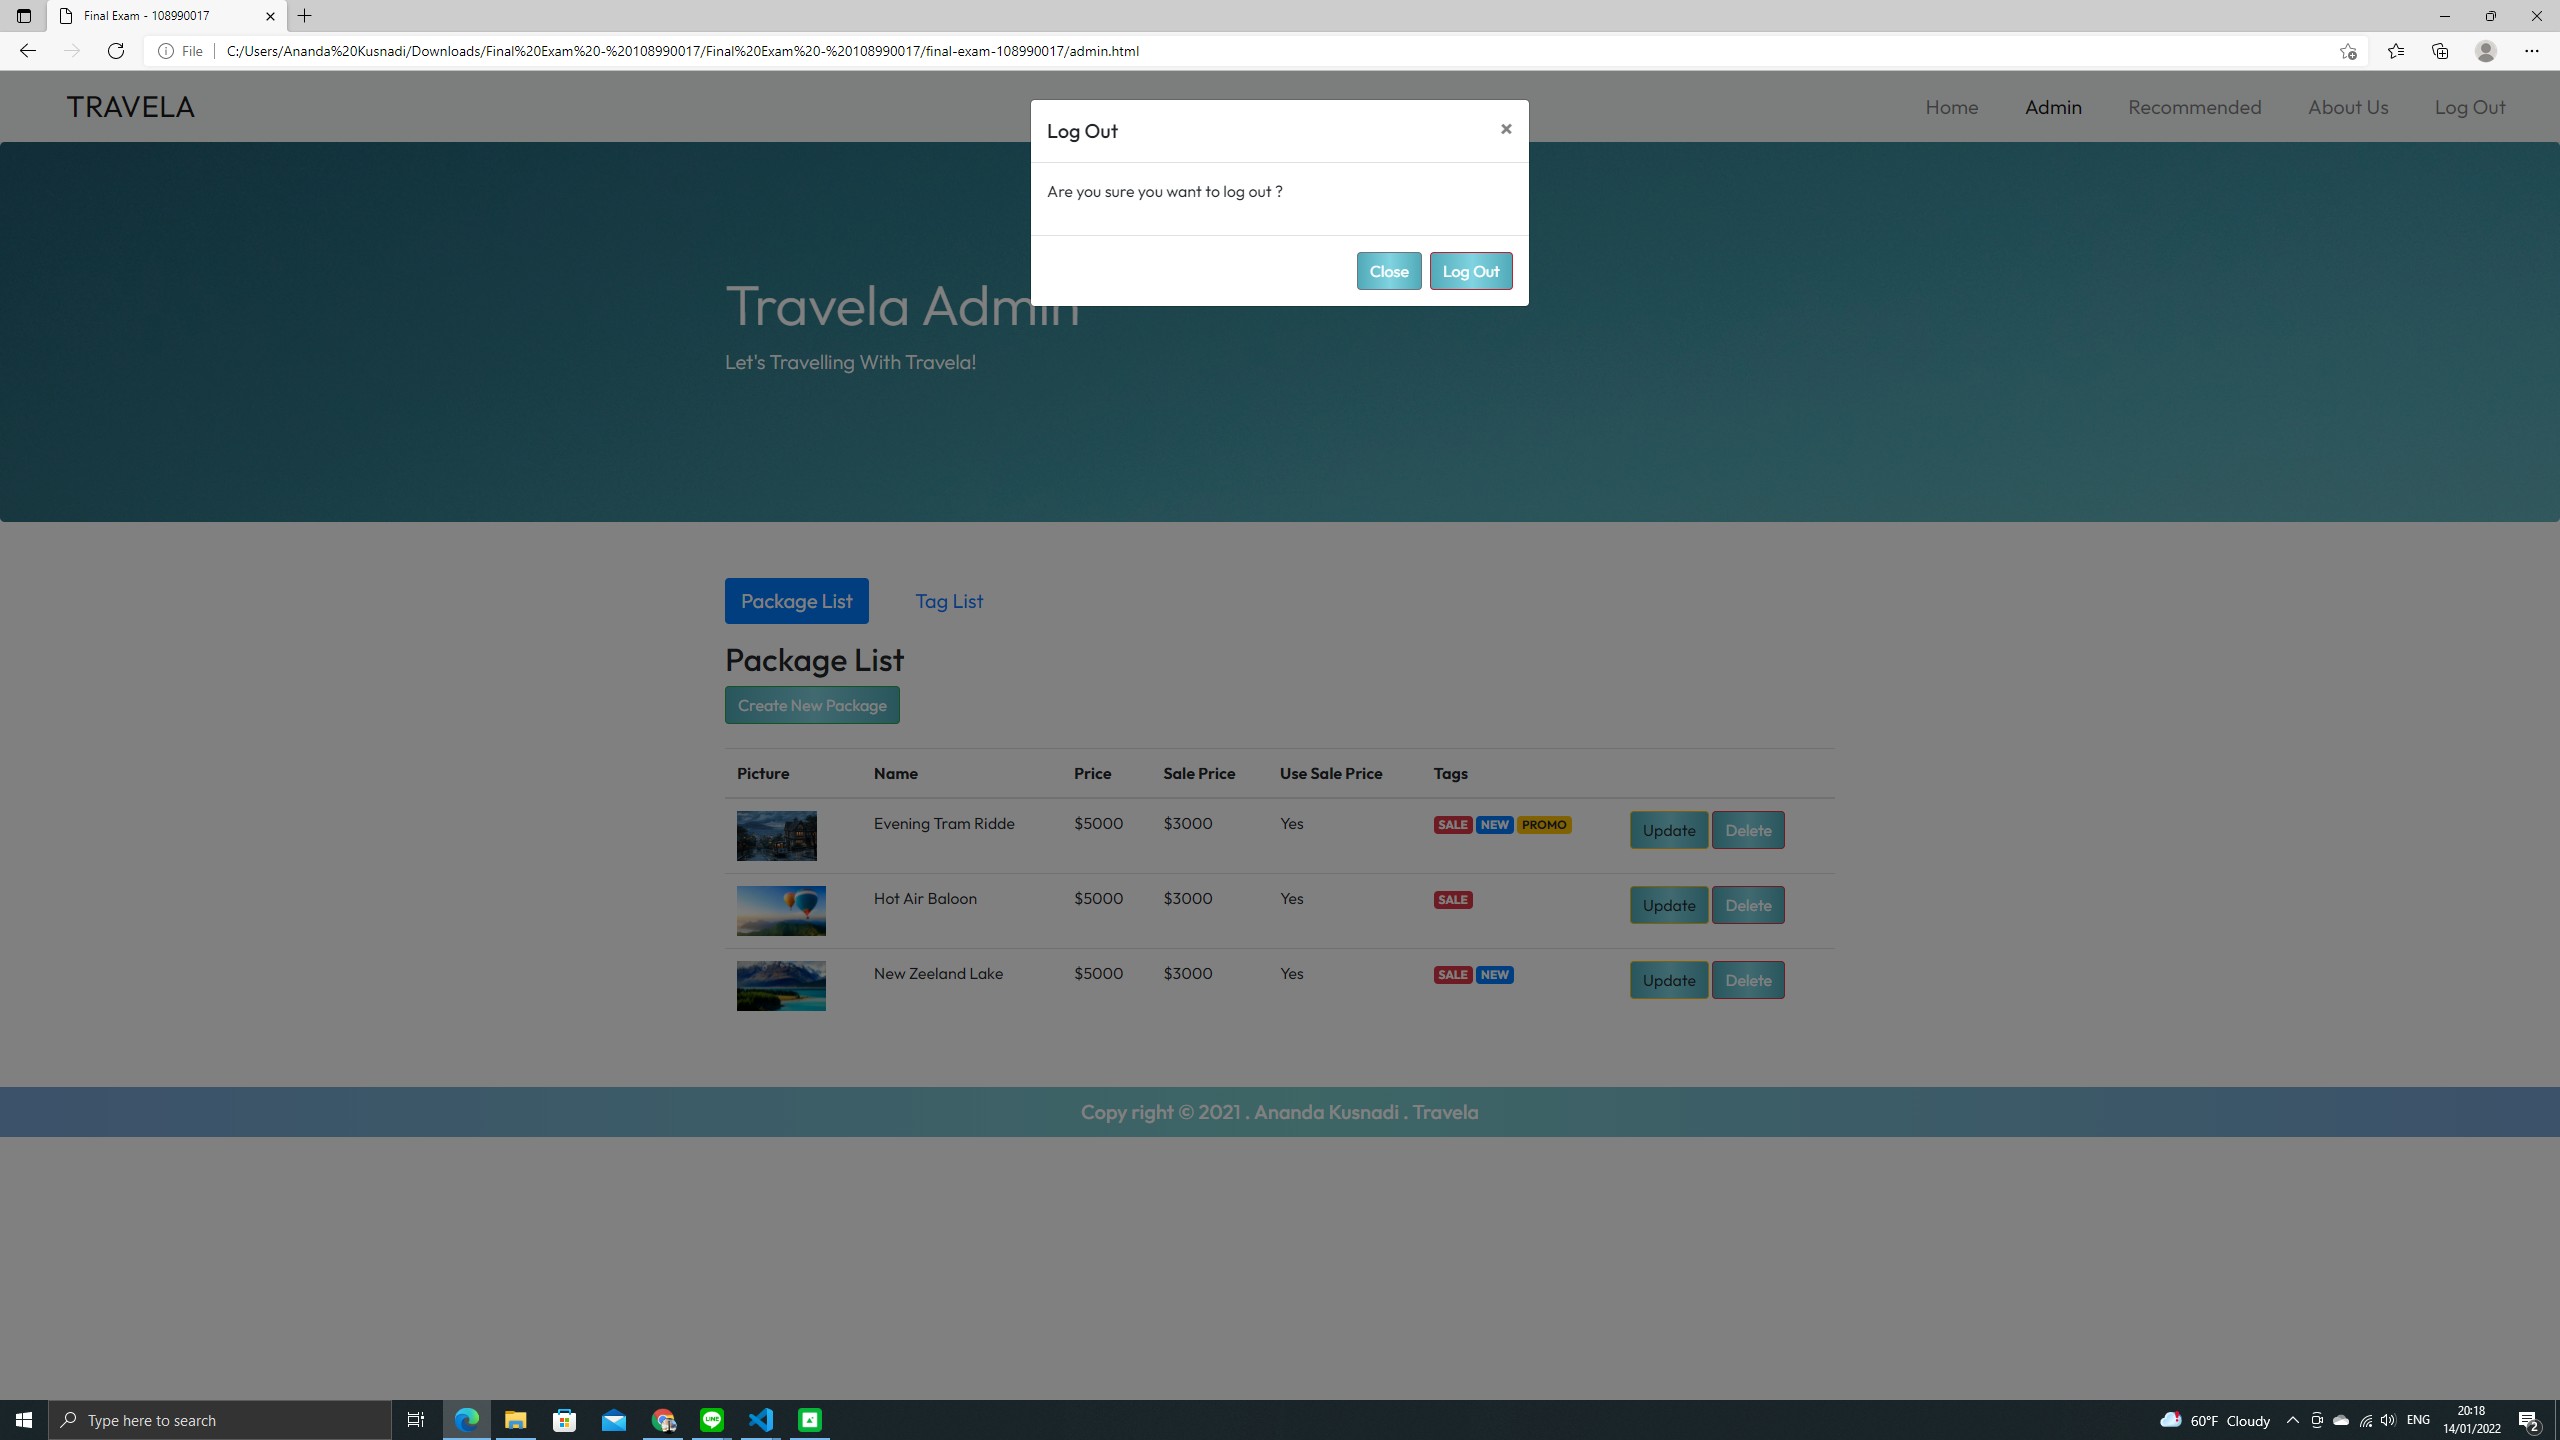 Final Exam - 108990017
File
C:/Users/Ananda%20Kusnadi/Downloads/Final%20Exam%20-%20108990017/Final%20Exam%20-%20108990017/final-exam-108990017/admin.html
TRAVELA
Home Admin Recommended About Us Log Out
Log Out ×
Are you sure you want to log out ?
Close Log Out
Travela Admin
Let's Travelling With Travela!
Package List Tag List
Package List
Create New Package
Picture Name Price Sale Price Use Sale Price Tags
Evening Tram Ridde $5000 $3000 Yes SALE NEW PROMO Update Delete
Hot Air Baloon $5000 $3000 Yes SALE Update Delete
New Zeeland Lake $5000 $3000 Yes SALE NEW Update Delete
Copy right © 2021 . Ananda Kusnadi . Travela
Type here to search
LINE
60°F Cloudy
ENG
20:18
14/01/2022
2